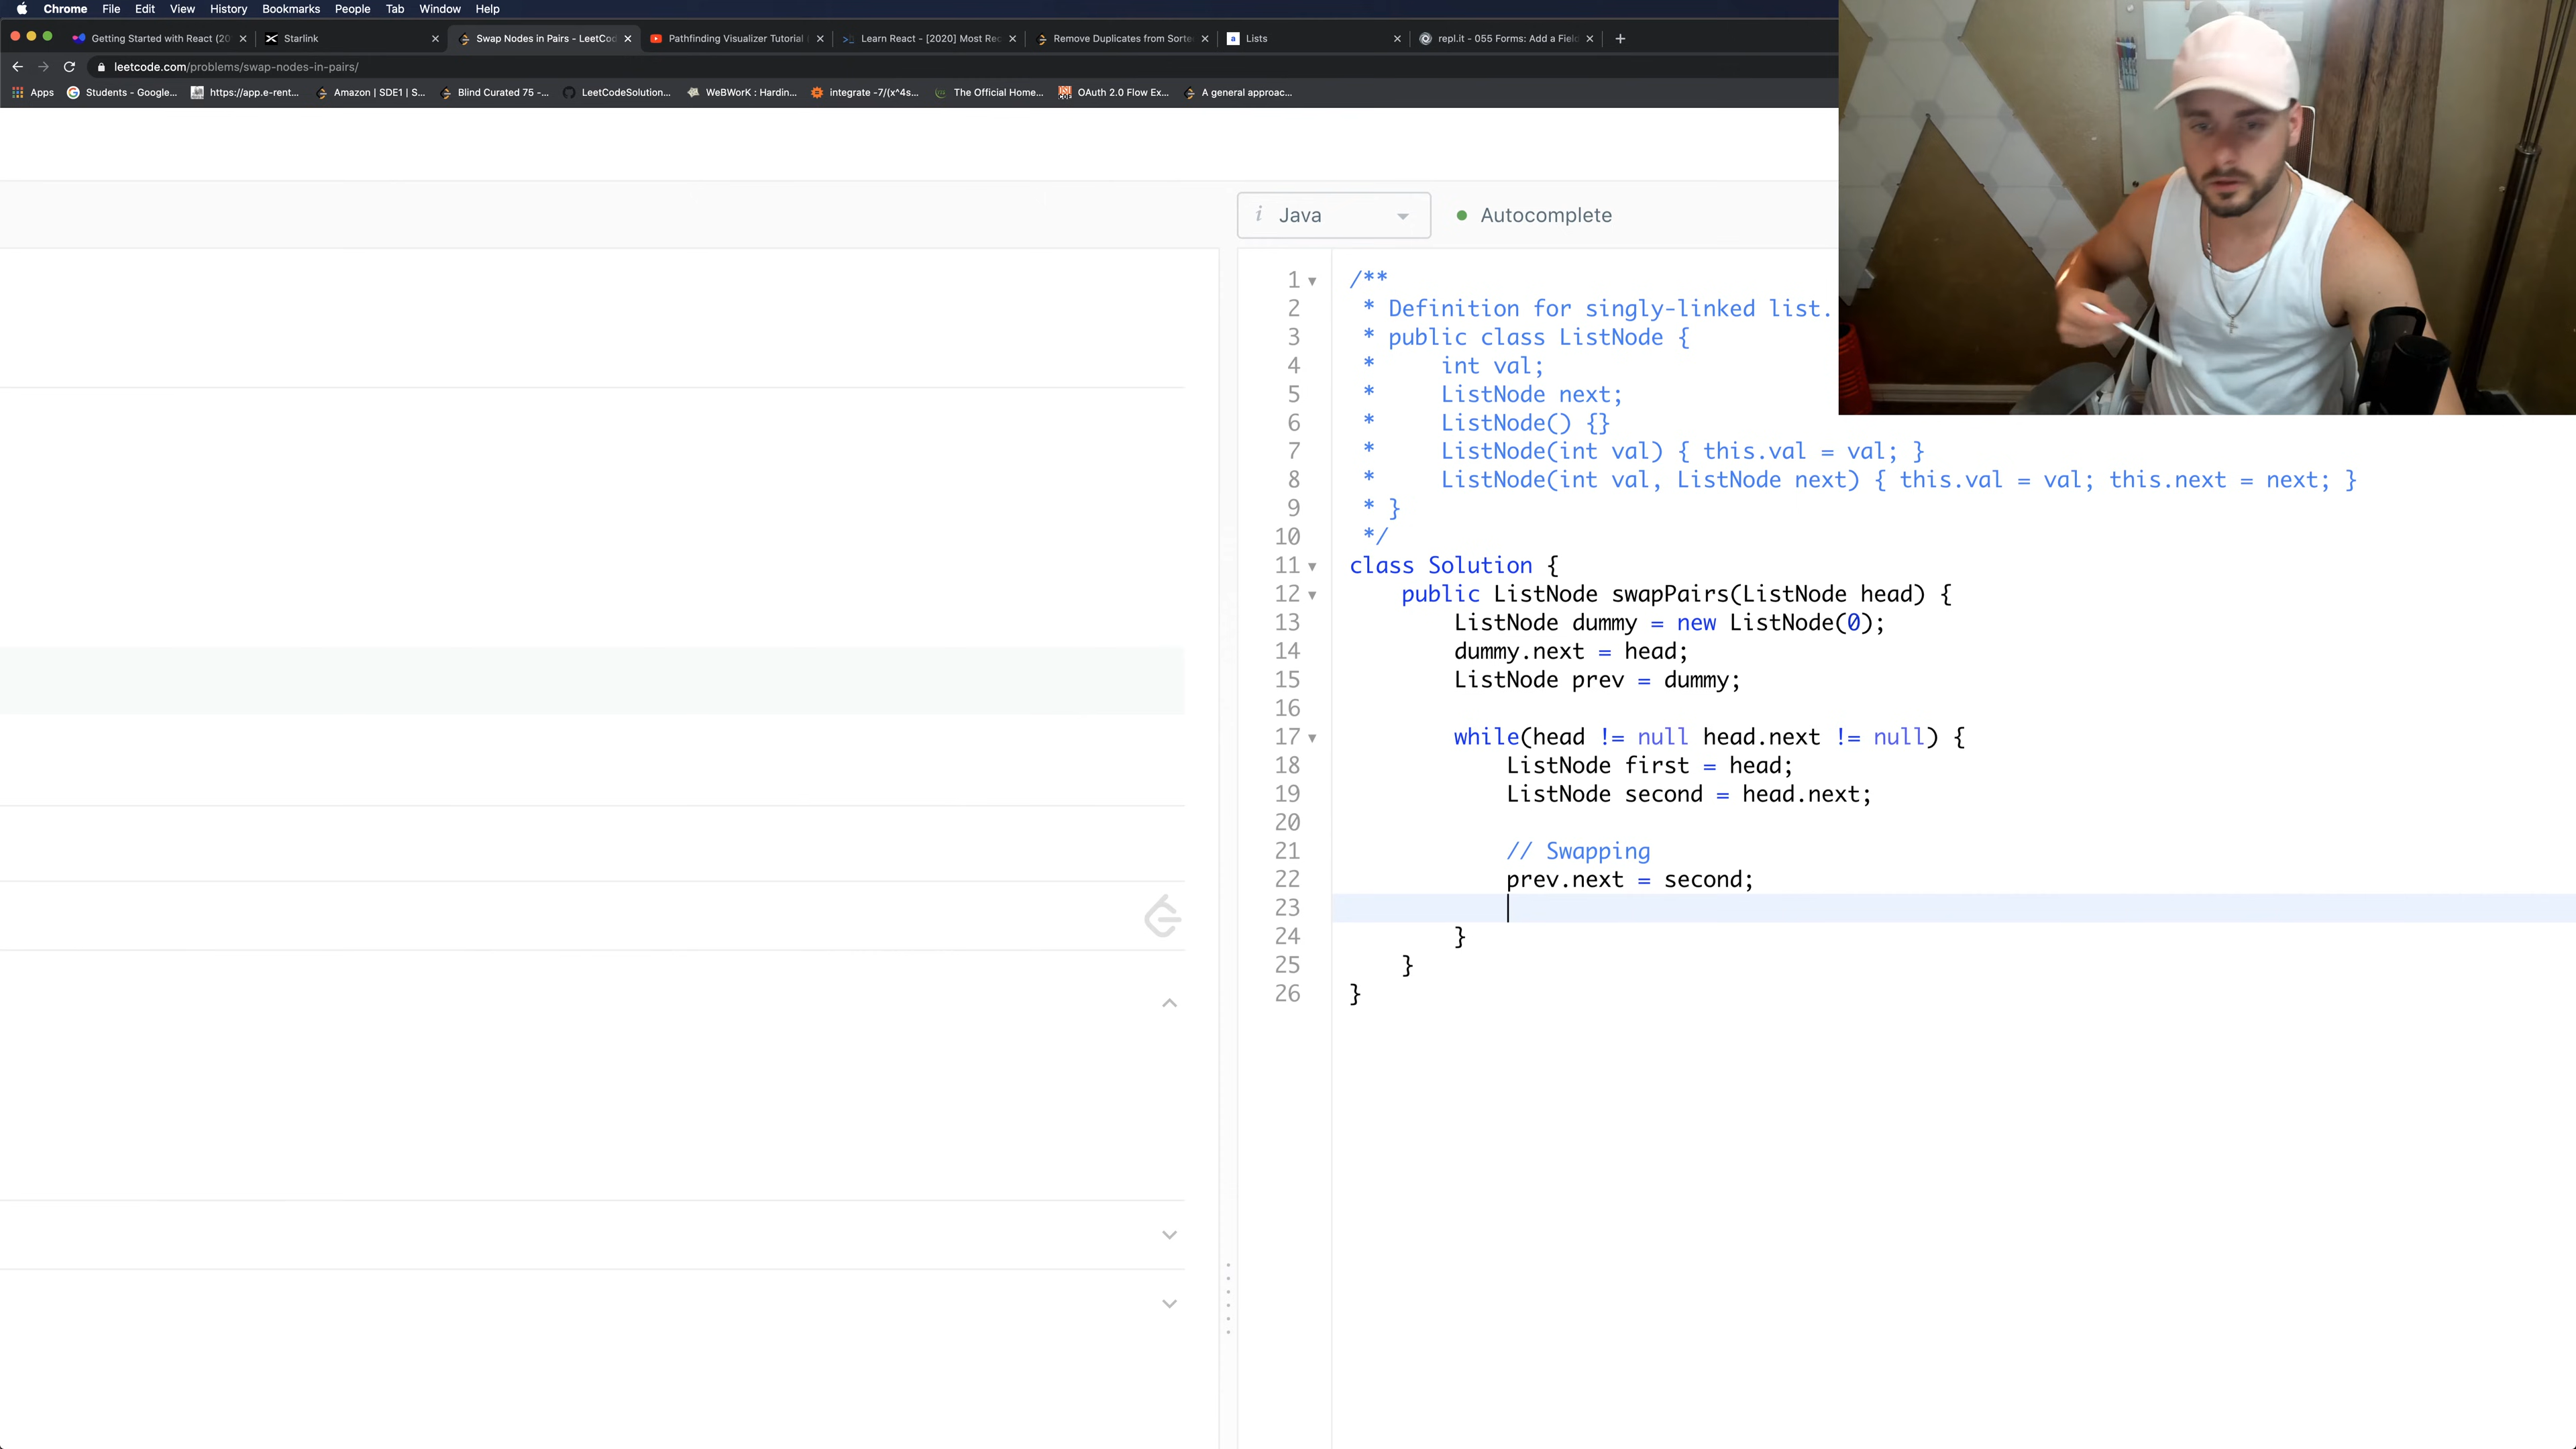 Chrome File Edit View History Bookmarks People Tab Window Help
Getting Started with React (20
Starlink
Swap Nodes in Pairs - LeetCod
Pathfinding Visualizer Tutorial
Learn React - [2020] Most Rec
Remove Duplicates from Sorte
a Lists
repl.it - 055 Forms: Add a Fiel
leetcode.com/problems/swap-nodes-in-pairs/
Apps Students - Google... https://app.e-rent... Amazon | SDE1 | S... Blind Curated 75 -... LeetCodeSolution... WeBWorK : Hardin... integrate -7/(x^4s... The Official Home... OAuth 2.0 Flow Ex... A general approac...
i Java Autocomplete
1 /**
2 * Definition for singly-linked list.
3 * public class ListNode {
4 *     int val;
5 *     ListNode next;
6 *     ListNode() {}
7 *     ListNode(int val) { this.val = val; }
8 *     ListNode(int val, ListNode next) { this.val = val; this.next = next; }
9 * }
10 */
11 class Solution {
12     public ListNode swapPairs(ListNode head) {
13         ListNode dummy = new ListNode(0);
14         dummy.next = head;
15         ListNode prev = dummy;
16
17         while(head != null head.next != null) {
18             ListNode first = head;
19             ListNode second = head.next;
20
21             // Swapping
22             prev.next = second;
23
24         }
25     }
26 }